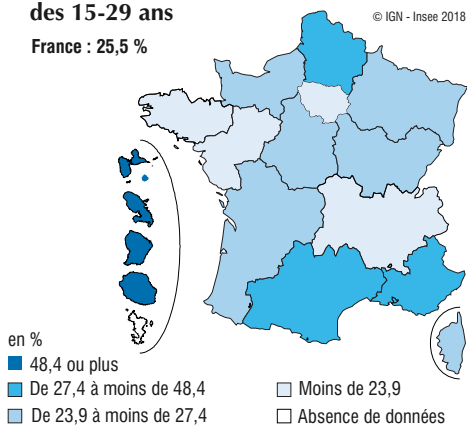 des 15-29 ans
© IGN - Insee 2018
France : 25,5 %
en %
48,4 ou plus
De 27,4 à moins de 48,4
Moins de 23,9
De 23,9 à moins de 27,4
Absence de données